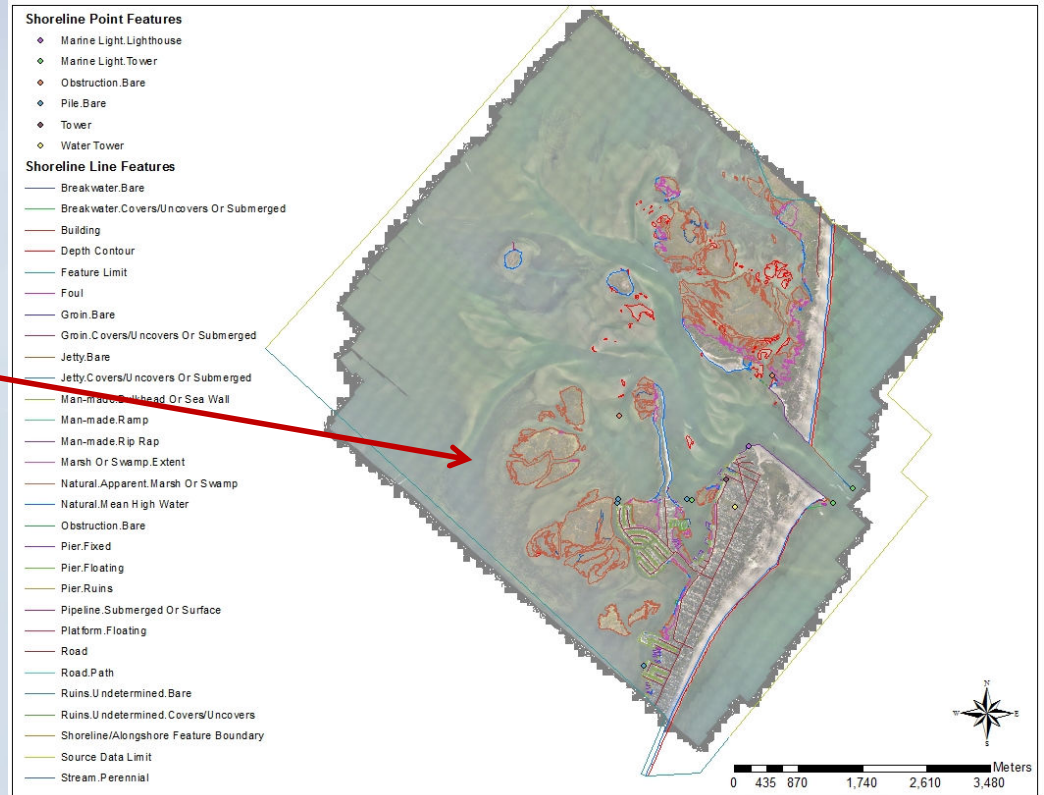 Shoreline Point Features
Marine Light.Lighthouse
Marine Light.Tower
Obstruction.Bare
Pile.Bare
Tower
Water Tower
Shoreline Line Features
Breakwater.Bare
Breakwater.Covers/Uncovers Or Submerged
Building
Depth Contour
Feature Limit
Foul
Groin.Bare
Groin.Covers/Uncovers Or Submerged
Jetty.Bare
Jetty.Covers/Uncovers Or Submerged
Man-made.Bulkhead Or Sea Wall
Man-made.Ramp
Man-made.Rip Rap
Marsh Or Swamp.Extent
Natural.Apparent.Marsh Or Swamp
Natural.Mean High Water
Obstruction.Bare
Pier.Fixed
Pier.Floating
Pier.Ruins
Pipeline.Submerged Or Surface
Platform.Floating
Road
Road.Path
Ruins.Undetermined.Bare
Ruins.Undetermined.Covers/Uncovers
Shoreline/Alongshore Feature Boundary
Source Data Limit
Stream.Perennial
N
W E
S
Meters
0 435 870 1,740 2,610 3,480